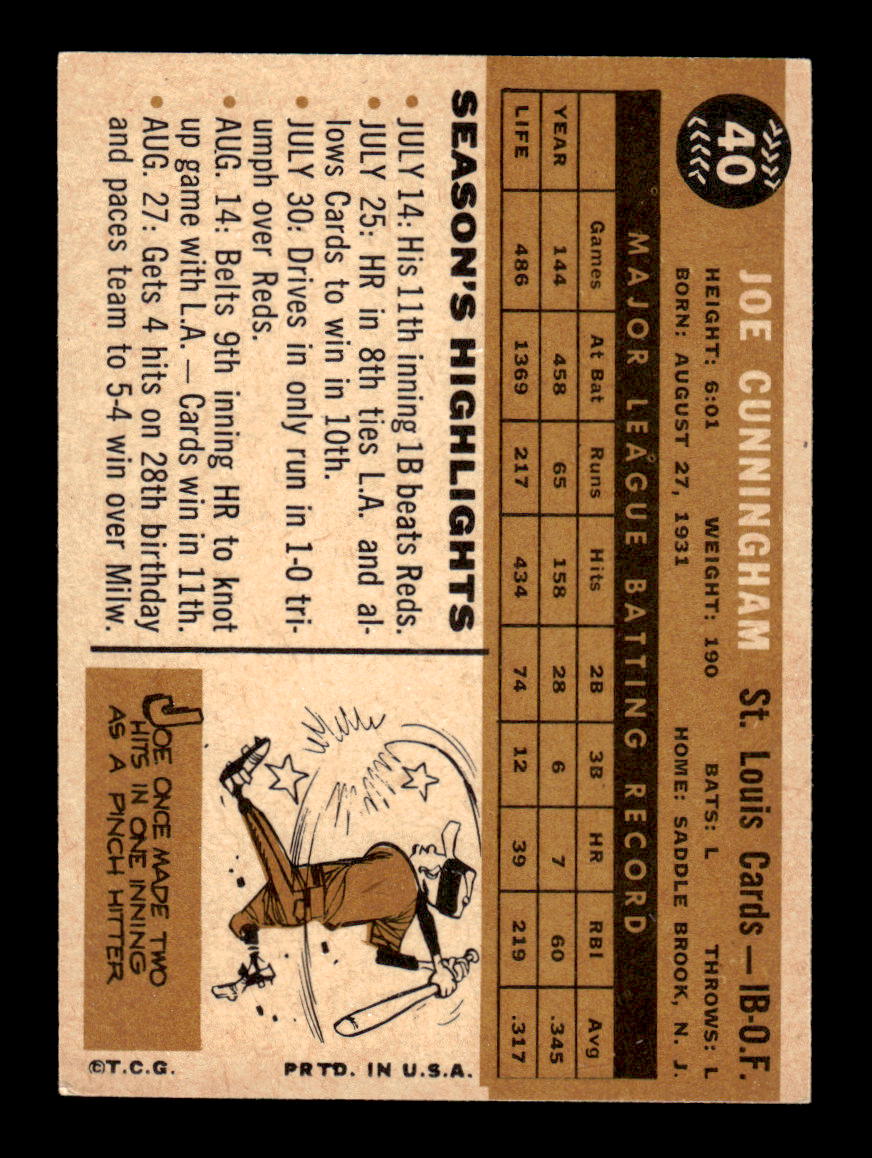 40
JOE CUNNINGHAM St. Louis Cards — IB-O.F.
HEIGHT: 6:01 WEIGHT: 190 BATS: L THROWS: L
BORN: AUGUST 27, 1931 HOME: SADDLE BROOK, N. J.
MAJOR LEAGUE BATTING RECORD
Games At Bat Runs Hits 2B 3B HR RBI Avg
YEAR 144 458 65 158 28 6 7 60 .345
LIFE 486 1369 217 434 74 12 39 219 .317
SEASON'S HIGHLIGHTS
• JULY 14: His 11th inning 1B beats Reds.
• JULY 25: HR in 8th ties L.A. and al-
lows Cards to win in 10th.
• JULY 30: Drives in only run in 1-0 tri-
umph over Reds.
• AUG. 14: Belts 9th inning HR to knot
up game with L.A. — Cards win in 11th.
• AUG. 27: Gets 4 hits on 28th birthday
and paces team to 5-4 win over Milw.
JOE ONCE MADE TWO
HITS IN ONE INNING
AS A PINCH HITTER
©T.C.G. PRTD. IN U.S.A.